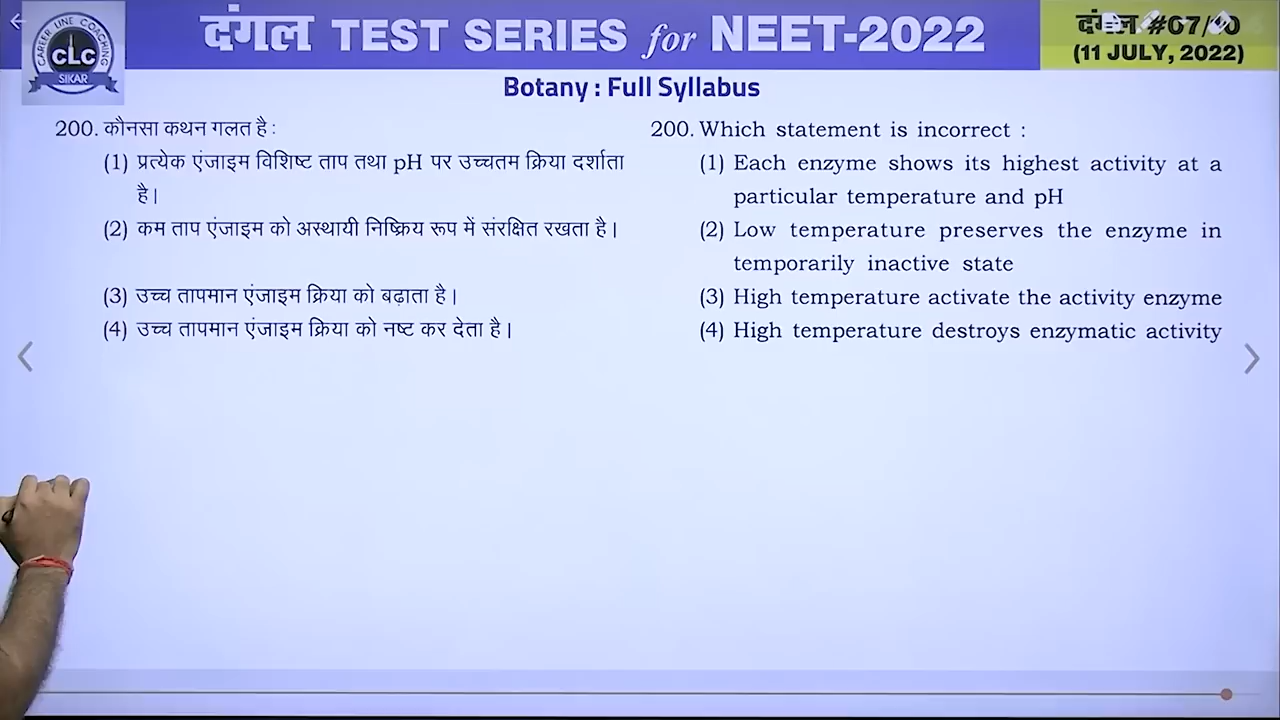 दंगल TEST SERIES for NEET-2022
(11 JULY, 2022)
CAREER LINE COACHING
CLC
SIKAR
Botany : Full Syllabus
200. कौनसा कथन गलत है :
(1) प्रत्येक एंजाइम विशिष्ट ताप तथा pH पर उच्चतम क्रिया दर्शाता
है।
(2) कम ताप एंजाइम को अस्थायी निष्क्रिय रूप में संरक्षित रखता है।
(3) उच्च तापमान एंजाइम क्रिया को बढ़ाता है।
(4) उच्च तापमान एंजाइम क्रिया को नष्ट कर देता है।
200. Which statement is incorrect :
(1) Each enzyme shows its highest activity at a
particular temperature and pH
(2) Low temperature preserves the enzyme in
temporarily inactive state
(3) High temperature activate the activity enzyme
(4) High temperature destroys enzymatic activity